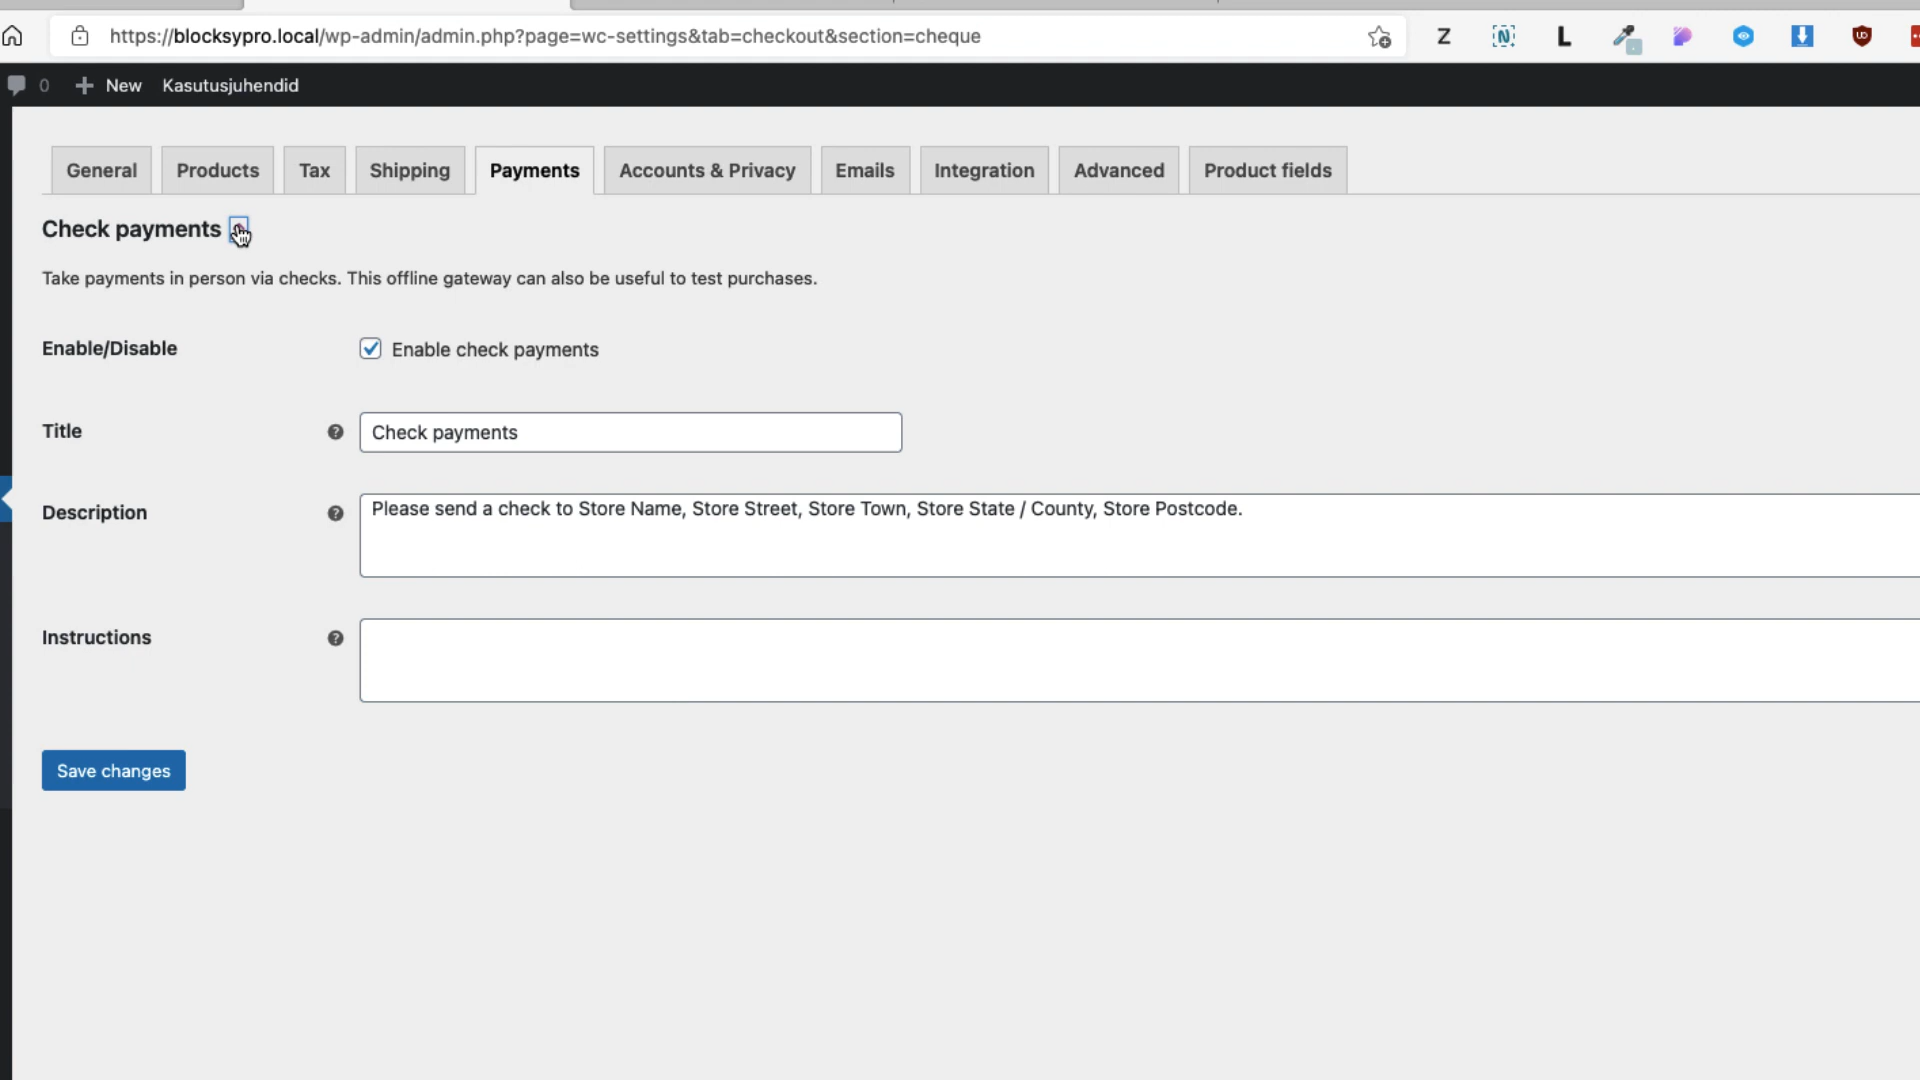 https://blocksypro.local/wp-admin/admin.php?page=wc-settings&tab=checkout&section=cheque
Z N L
0 New Kasutusjuhendid
General Products Tax Shipping Payments Accounts & Privacy Emails Integration Advanced Product fields
Check payments
Take payments in person via checks. This offline gateway can also be useful to test purchases.
Enable/Disable Enable check payments
Title ? Check payments
Description ? Please send a check to Store Name, Store Street, Store Town, Store State / County, Store Postcode.
Instructions ?
Save changes